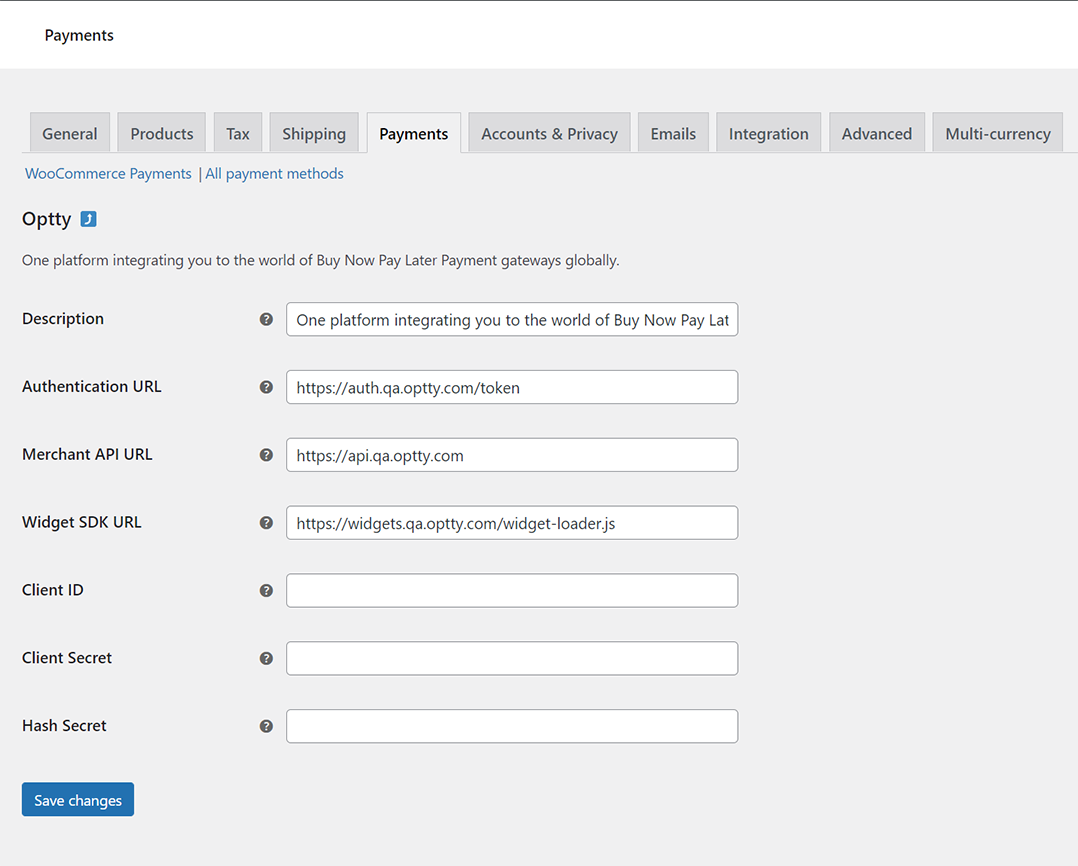 Payments
General Products Tax Shipping Payments Accounts & Privacy Emails Integration Advanced Multi-currency
WooCommerce Payments | All payment methods
Optty
One platform integrating you to the world of Buy Now Pay Later Payment gateways globally.
Description ? One platform integrating you to the world of Buy Now Pay Lat
Authentication URL ? https://auth.qa.optty.com/token
Merchant API URL ? https://api.qa.optty.com
Widget SDK URL ? https://widgets.qa.optty.com/widget-loader.js
Client ID ?
Client Secret ?
Hash Secret ?
Save changes